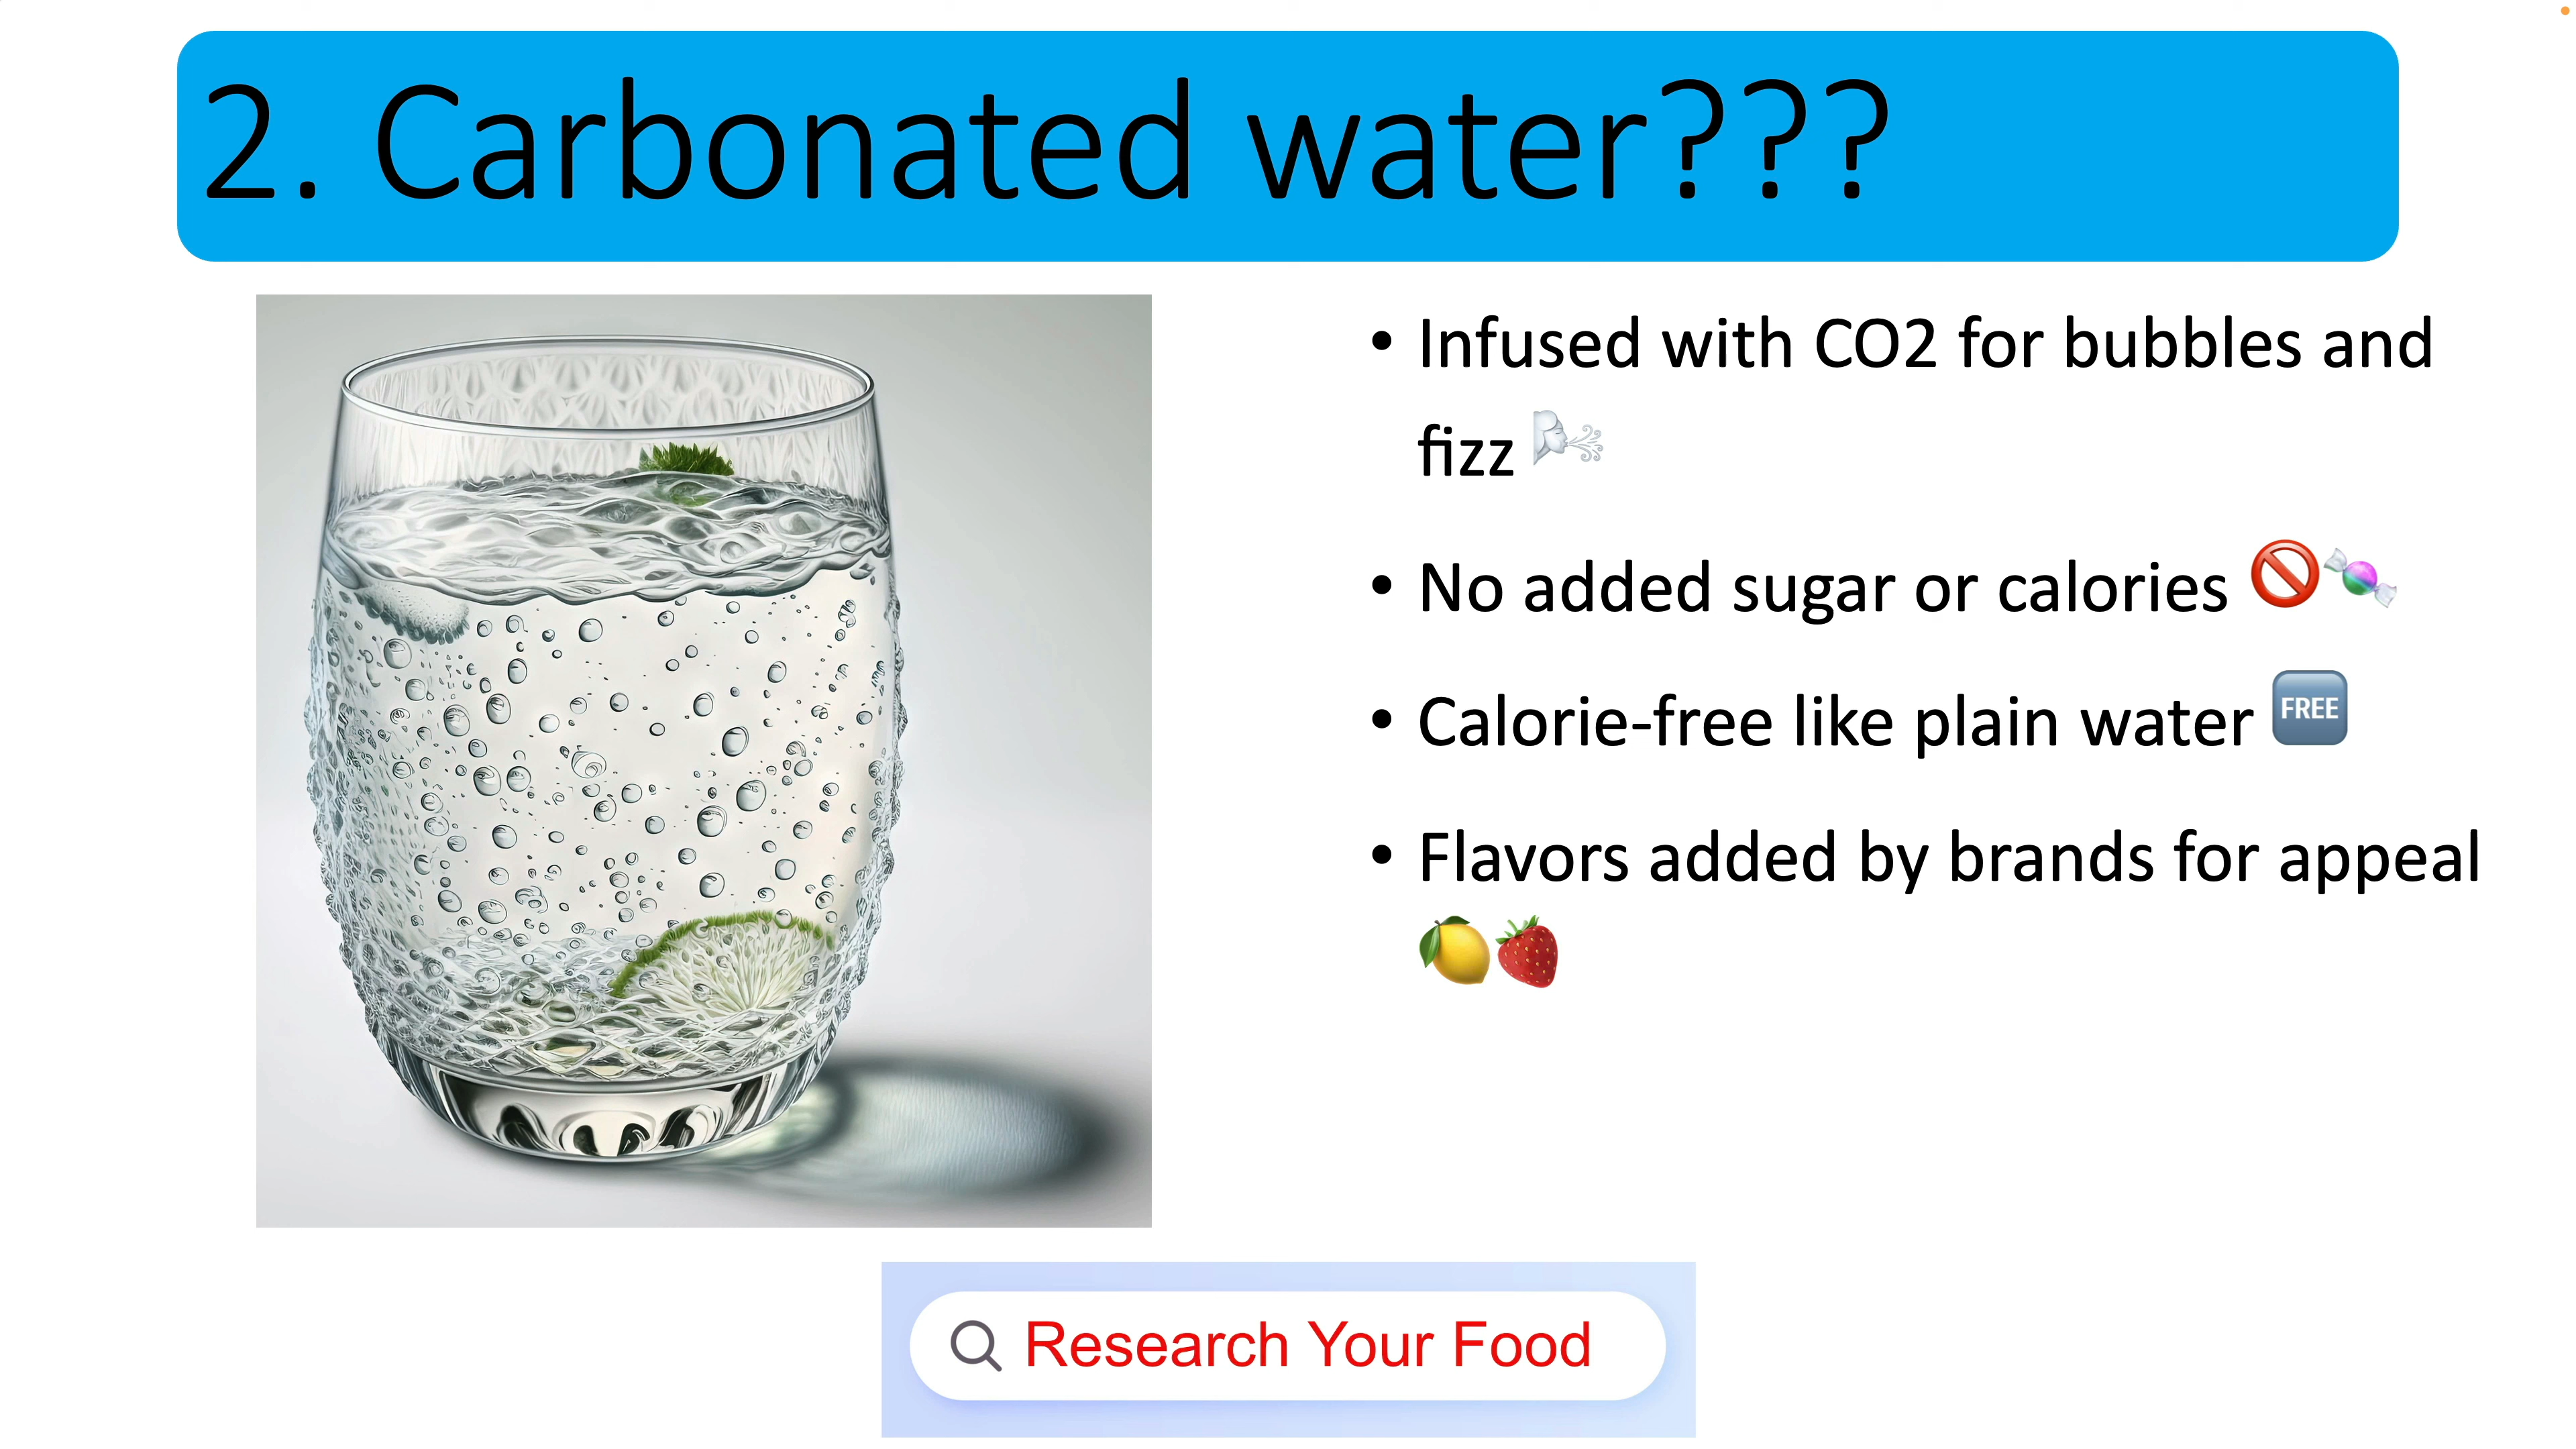 2. Carbonated water???
• Infused with CO2 for bubbles and
fizz 🌬️
• No added sugar or calories 🚫🍬
• Calorie-free like plain water 🆓
• Flavors added by brands for appeal
🍋🍓
Research Your Food